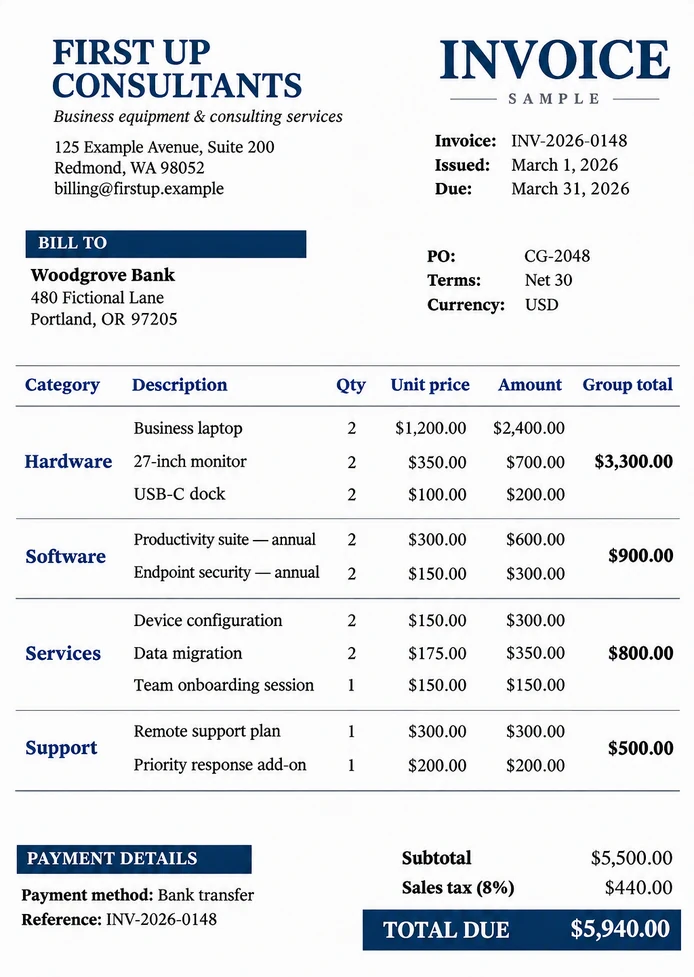 FIRST UP
CONSULTANTS
Business equipment & consulting services
125 Example Avenue, Suite 200
Redmond, WA 98052
billing@firstup.example
INVOICE
SAMPLE
Invoice: INV-2026-0148
Issued: March 1, 2026
Due: March 31, 2026
BILL TO
Woodgrove Bank
480 Fictional Lane
Portland, OR 97205
PO: CG-2048
Terms: Net 30
Currency: USD
Category Description Qty Unit price Amount Group total
Business laptop 2 $1,200.00 $2,400.00
Hardware 27-inch monitor 2 $350.00 $700.00 $3,300.00
USB-C dock 2 $100.00 $200.00
Productivity suite — annual 2 $300.00 $600.00
Software $900.00
Endpoint security — annual 2 $150.00 $300.00
Device configuration 2 $150.00 $300.00
Services Data migration 2 $175.00 $350.00 $800.00
Team onboarding session 1 $150.00 $150.00
Remote support plan 1 $300.00 $300.00
Support $500.00
Priority response add-on 1 $200.00 $200.00
PAYMENT DETAILS
Payment method: Bank transfer
Reference: INV-2026-0148
Subtotal $5,500.00
Sales tax (8%) $440.00
TOTAL DUE $5,940.00